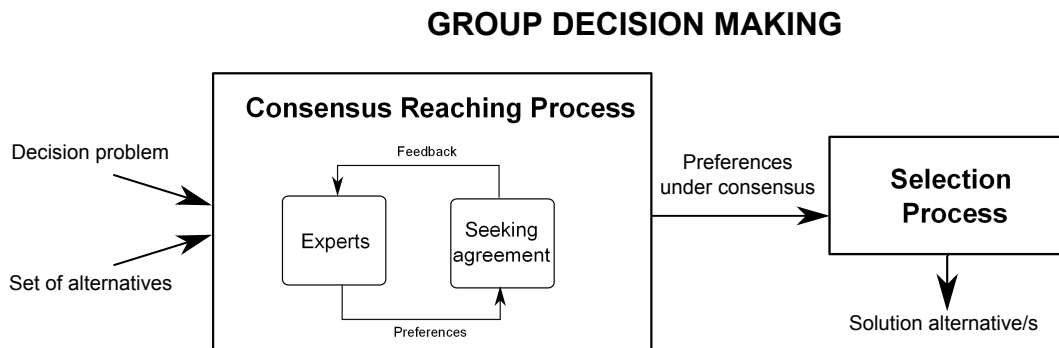 GROUP DECISION MAKING
Consensus Reaching Process
Decision problem
Set of alternatives
Feedback
Experts
Seeking
agreement
Preferences
Preferences
under consensus
Selection
Process
Solution alternative/s